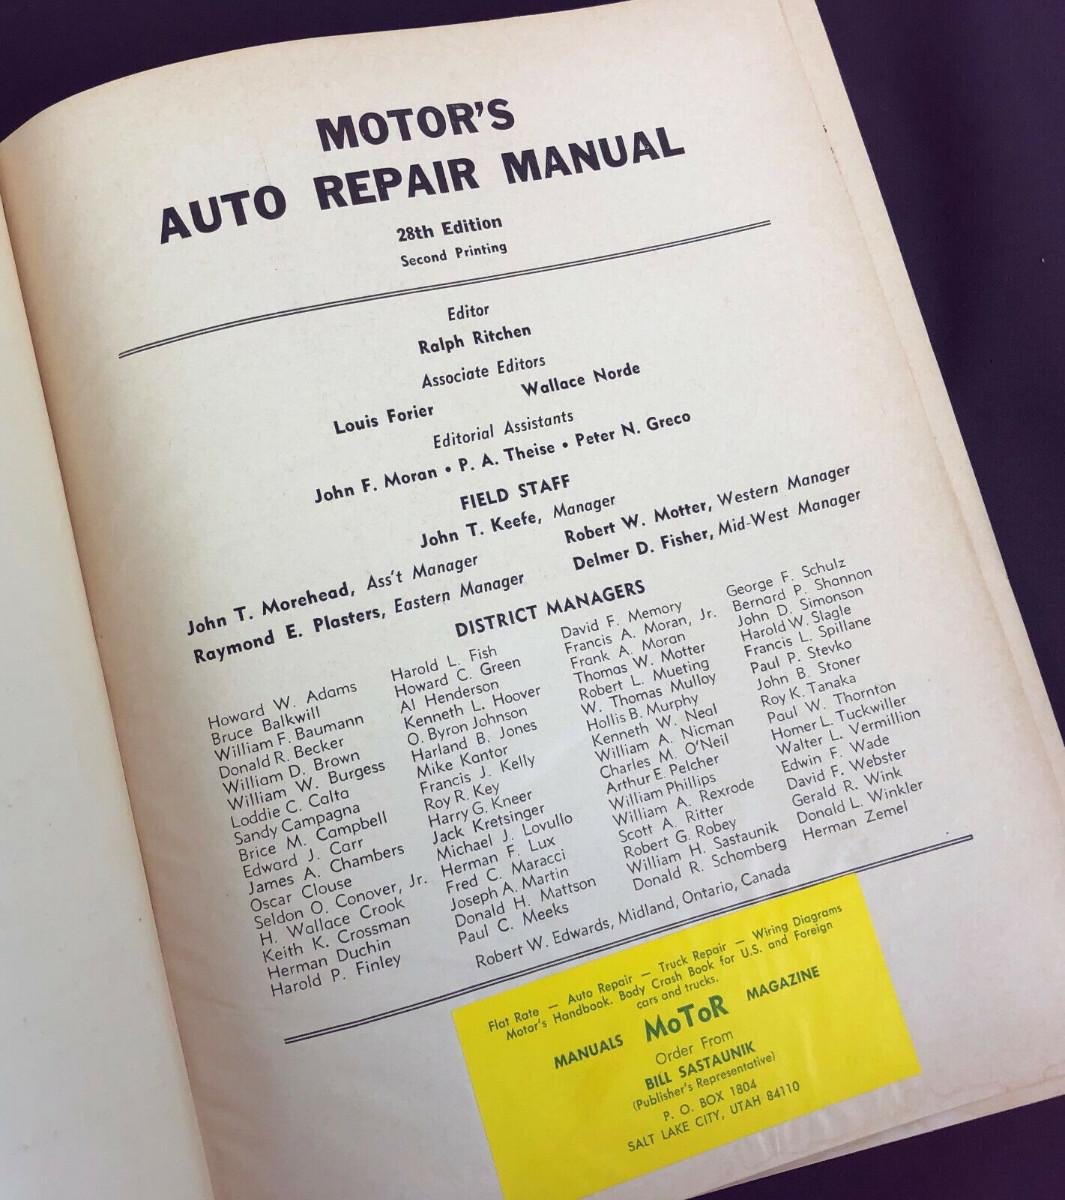 MOTOR'S
AUTO REPAIR MANUAL
28th Edition
Second Printing
Editor
Ralph Ritchen
Associate Editors
Louis Forier Wallace Norde
Editorial Assistants
John F. Moran • P. A. Theise • Peter N. Greco
FIELD STAFF
John T. Keefe, Manager
John T. Morehead, Ass't Manager Robert W. Motter, Western Manager
Raymond E. Plasters, Eastern Manager Delmer D. Fisher, Mid-West Manager
DISTRICT MANAGERS
Howard W. Adams
Bruce Balkwill
William F. Baumann
Donald R. Becker
William D. Brown
William W. Burgess
Loddie C. Calta
Sandy Campagna
Brice M. Campbell
Edward J. Carr
James A. Chambers
Oscar Clouse
Seldon O. Conover, Jr.
H. Wallace Crook
Keith K. Crossman
Herman Duchin
Harold P. Finley
Harold L. Fish
Howard C. Green
Al Henderson
Kenneth L. Hoover
O. Byron Johnson
Harland B. Jones
Mike Kantor
Francis J. Kelly
Roy R. Key
Harry G. Kneer
Jack Kretsinger
Michael J. Lovullo
Herman F. Lux
Fred C. Maracci
Joseph A. Martin
Donald H. Mattson
Paul C. Meeks
David F. Memory
Francis A. Moran, Jr.
Frank A. Moran
Thomas W. Motter
Robert L. Mueting
W. Thomas Mulloy
Hollis B. Murphy
Kenneth W. Neal
William A. Nicman
Charles M. O'Neil
Arthur E. Pelcher
William Phillips
William A. Rexrode
Scott A. Ritter
Robert G. Robey
William H. Sastaunik
Donald R. Schomberg
George F. Schulz
Bernard P. Shannon
John D. Simonson
Harold W. Slagle
Francis L. Spillane
Paul P. Stevko
John B. Stoner
Roy K. Tanaka
Paul W. Thornton
Homer L. Tuckwiller
Walter L. Vermillion
Edwin F. Wade
David F. Webster
Gerald R. Wink
Donald L. Winkler
Herman Zemel
Robert W. Edwards, Midland, Ontario, Canada
Flat Rate — Auto Repair — Truck Repair — Wiring Diagrams
Motor's Handbook. Body Crash Book for U.S. and Foreign
cars and trucks.
MANUALS MoToR MAGAZINE
Order From
BILL SASTAUNIK
(Publisher's Representative)
P. O. BOX 1804
SALT LAKE CITY, UTAH 84110